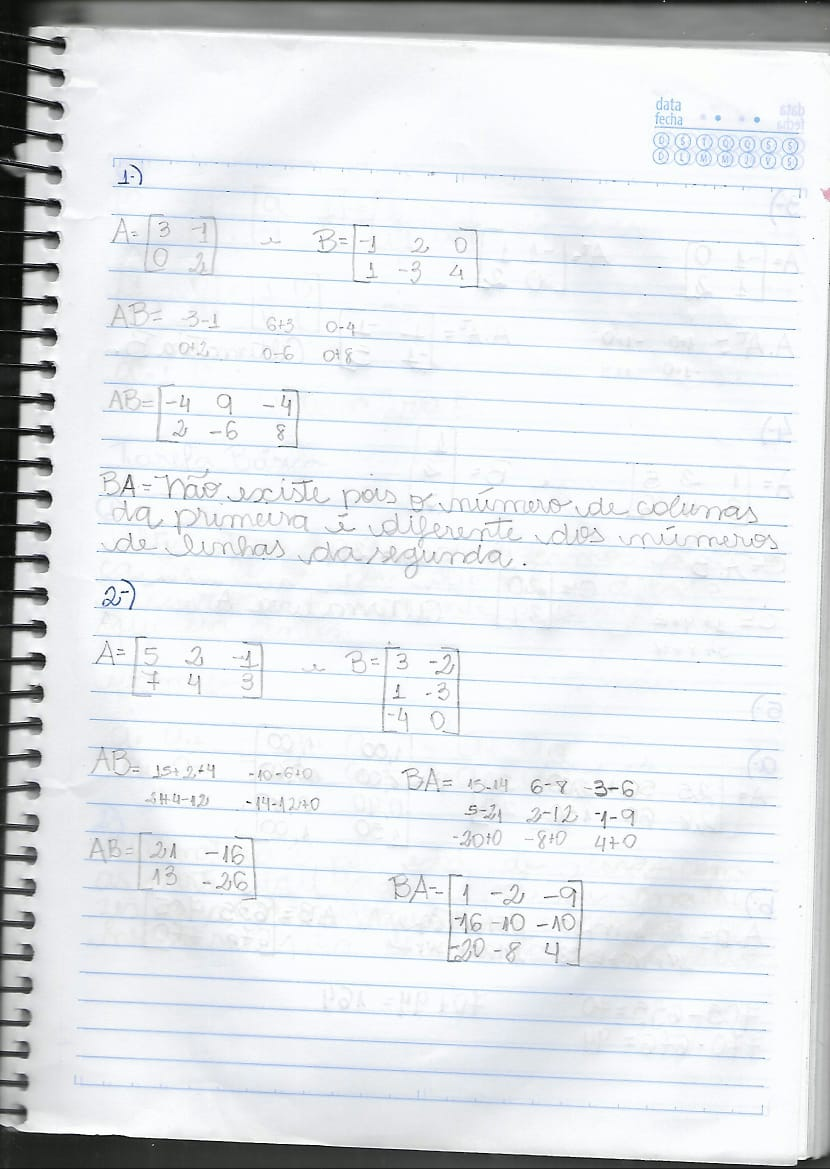 data
fecha
D S T Q Q S S
D L M M J V S
1-)
A= [3 -1] e B= [-1 2 0]
[0 2] [1 -3 4]
AB= -3-1 6+3 0-4
0+2 0-6 0+8
AB= [-4 9 -4]
[2 -6 8]
BA= Não existe pois o número de colunas
da primeira é diferente dos números
de linhas da segunda.
2-)
A= [5 2 -1] e B= [3 -2]
[7 4 3] [1 -3]
[-4 0]
AB= 15+2+4 -10-6+0 BA= 15-14 6-8 -3-6
21+4-12 -14-12+0 5-21 2-12 -1-9
-20+0 -8+0 4+0
AB= [21 -16]
[13 -26]
BA= [1 -2 -9]
[-16 -10 -10]
[-20 -8 4]